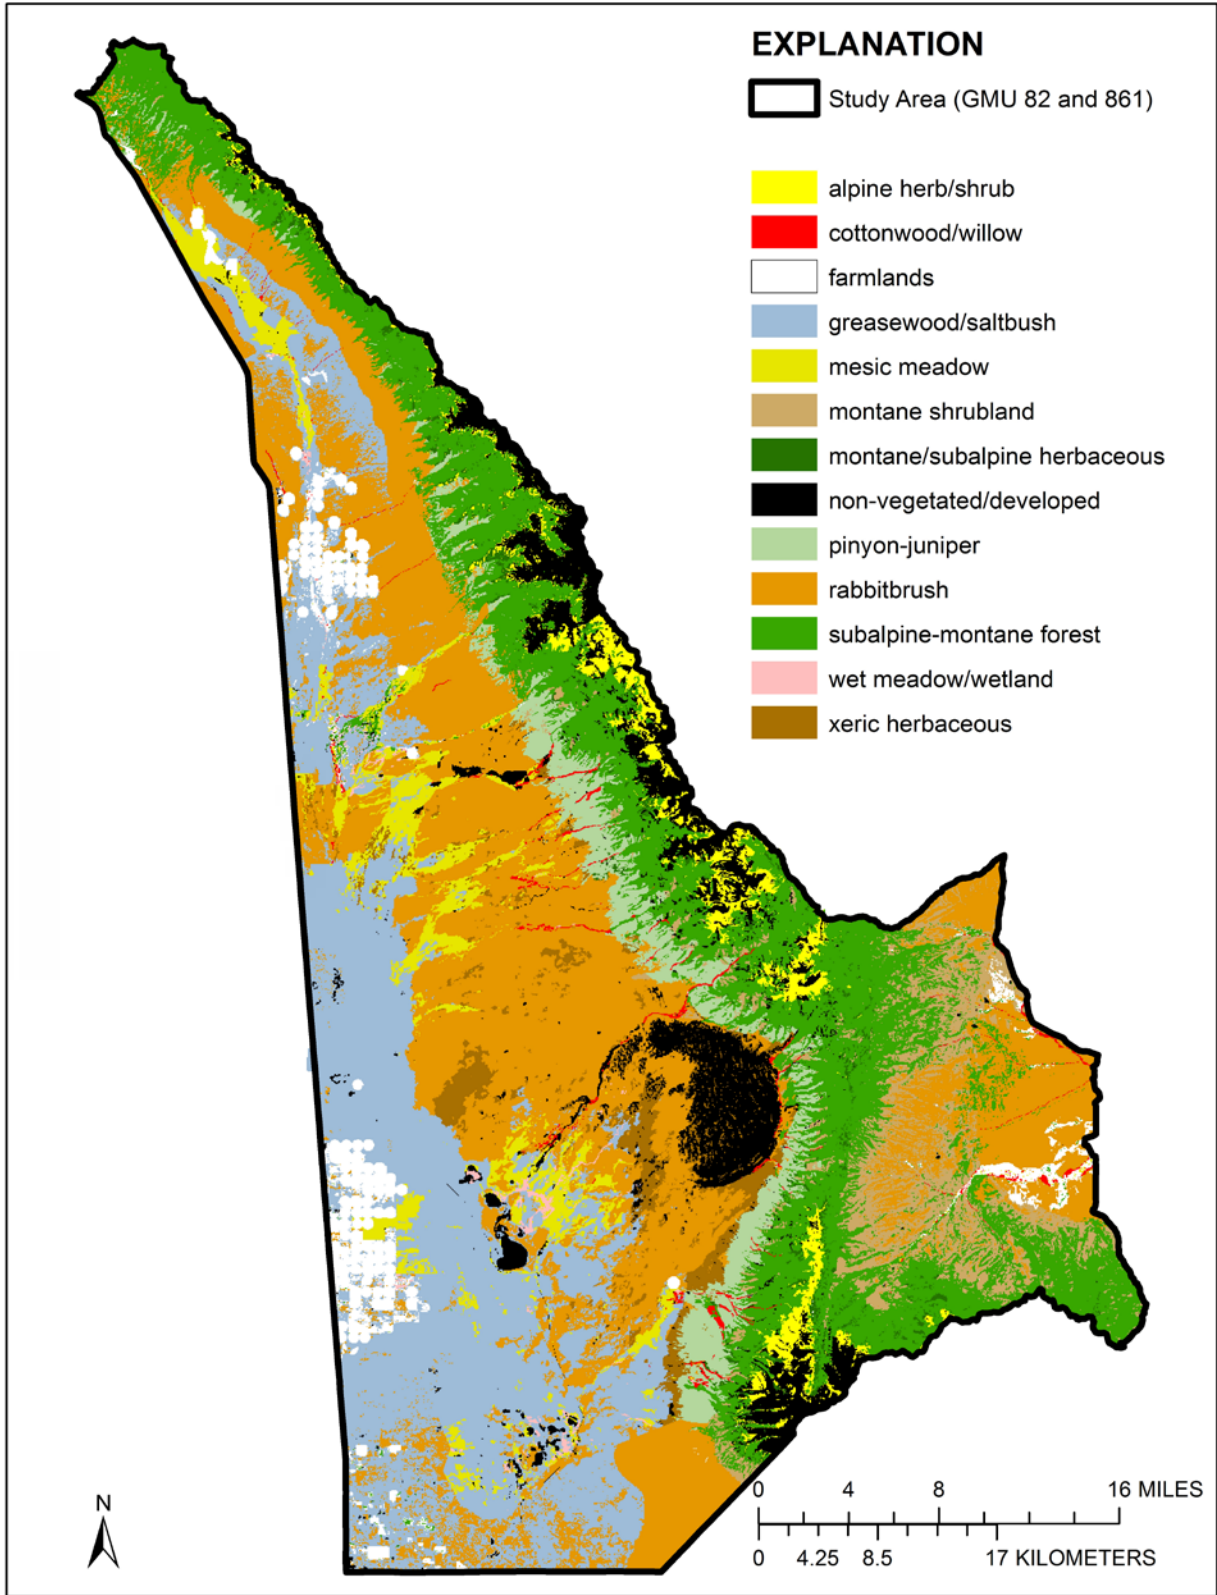 EXPLANATION
Study Area (GMU 82 and 861)
alpine herb/shrub
cottonwood/willow
farmlands
greasewood/saltbush
mesic meadow
montane shrubland
montane/subalpine herbaceous
non-vegetated/developed
pinyon-juniper
rabbitbrush
subalpine-montane forest
wet meadow/wetland
xeric herbaceous
N
0 4 8 16 MILES
0 4.25 8.5 17 KILOMETERS